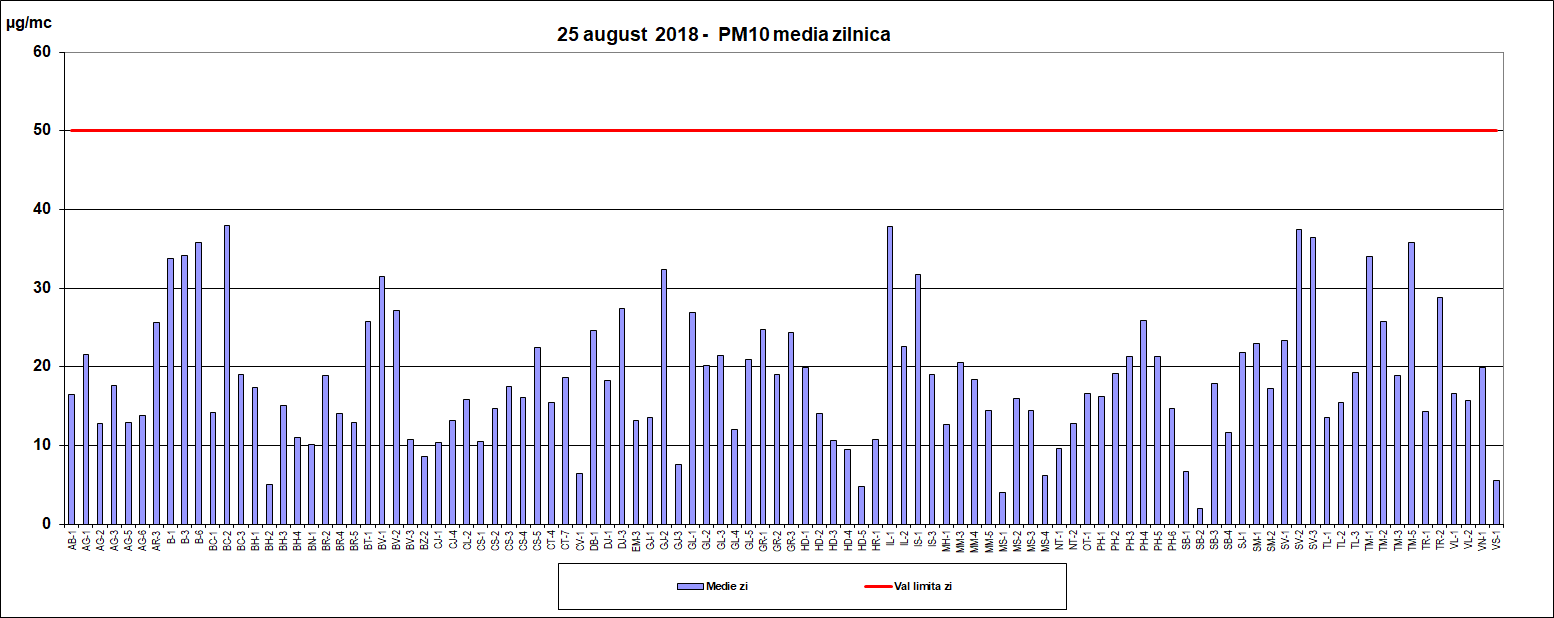 µg/mc
25 august 2018 - PM10 media zilnica
60
50
40
30
20
10
0
AB-1 AG-1 AG-2 AG-3 AG-5 AG-6 AR-3 B-1 B-3 B-6 BC-1 BC-2 BC-3 BH-1 BH-2 BH-3 BH-4 BN-1 BR-2 BR-4 BR-5 BT-1 BV-1 BV-2 BV-3 BZ-2 CJ-1 CJ-4 CL-2 CS-1 CS-2 CS-3 CS-4 CS-5 CT-4 CT-7 CV-1 DB-1 DJ-1 DJ-3 EM-3 GJ-1 GJ-2 GJ-3 GL-1 GL-2 GL-3 GL-4 GL-5 GR-1 GR-2 GR-3 HD-1 HD-2 HD-3 HD-4 HD-5 HR-1 IL-1 IL-2 IS-1 IS-3 MH-1 MM-3 MM-4 MM-5 MS-1 MS-2 MS-3 MS-4 NT-1 NT-2 OT-1 PH-1 PH-2 PH-3 PH-4 PH-5 PH-6 SB-1 SB-2 SB-3 SB-4 SJ-1 SM-1 SM-2 SV-1 SV-2 SV-3 TL-1 TL-2 TL-3 TM-1 TM-2 TM-3 TM-5 TR-1 TR-2 VL-1 VL-2 VN-1 VS-1
Medie zi Val limita zi